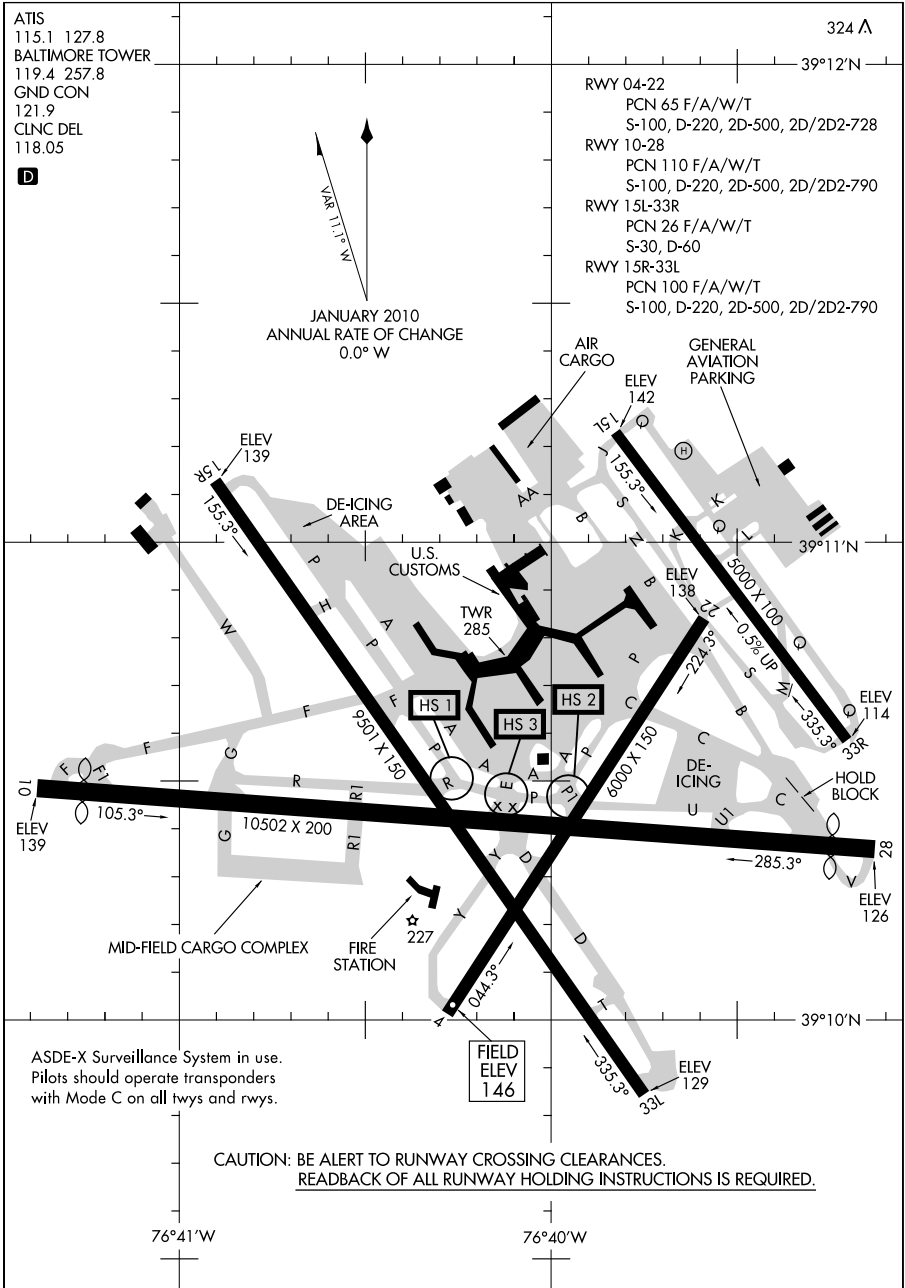 ATIS
115.1 127.8
BALTIMORE TOWER
119.4 257.8
GND CON
121.9
CLNC DEL
118.05
D
324
39°12'N
RWY 04-22
PCN 65 F/A/W/T
S-100, D-220, 2D-500, 2D/2D2-728
RWY 10-28
PCN 110 F/A/W/T
S-100, D-220, 2D-500, 2D/2D2-790
RWY 15L-33R
PCN 26 F/A/W/T
S-30, D-60
RWY 15R-33L
PCN 100 F/A/W/T
S-100, D-220, 2D-500, 2D/2D2-790
VAR 11.1° W
JANUARY 2010
ANNUAL RATE OF CHANGE
0.0° W
AIR
CARGO
GENERAL
AVIATION
PARKING
ELEV
142
15L
Q
H
J
155.3°
ELEV
139
15R
155.3°
DE-ICING
AREA
AA
B
S
N
K
K
Q
L
39°11'N
U.S.
CUSTOMS
P
H
A
P
B
ELEV
138
22
5000 X 100
0.5% UP
TWR
285
W
224.3°
P
S
Q
M
HS 1
HS 2
HS 3
F
F
C
B
335.3°
Q
33R
ELEV
114
9501 X 150
A
P
6000 X 150
C
DE-
ICING
HOLD
BLOCK
F
G
F
F1
R
R1
R
A
E
A
P
A
P
P1
X X
U
U1
C
10
ELEV
139
105.3°
10502 X 200
G
R1
Y
D
285.3°
28
V
ELEV
126
MID-FIELD CARGO COMPLEX
FIRE
STATION
227
Y
D
044.3°
4
T
39°10'N
FIELD
ELEV
146
335.3°
33L
ELEV
129
ASDE-X Surveillance System in use.
Pilots should operate transponders
with Mode C on all twys and rwys.
CAUTION: BE ALERT TO RUNWAY CROSSING CLEARANCES.
READBACK OF ALL RUNWAY HOLDING INSTRUCTIONS IS REQUIRED.
76°41'W
76°40'W